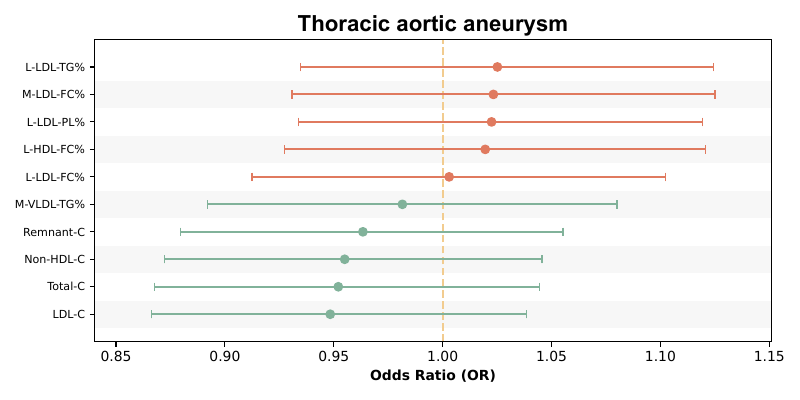 Thoracic aortic aneurysm
L-LDL-TG%
M-LDL-FC%
L-LDL-PL%
L-HDL-FC%
L-LDL-FC%
M-VLDL-TG%
Remnant-C
Non-HDL-C
Total-C
LDL-C
0.85 0.90 0.95 1.00 1.05 1.10 1.15
Odds Ratio (OR)